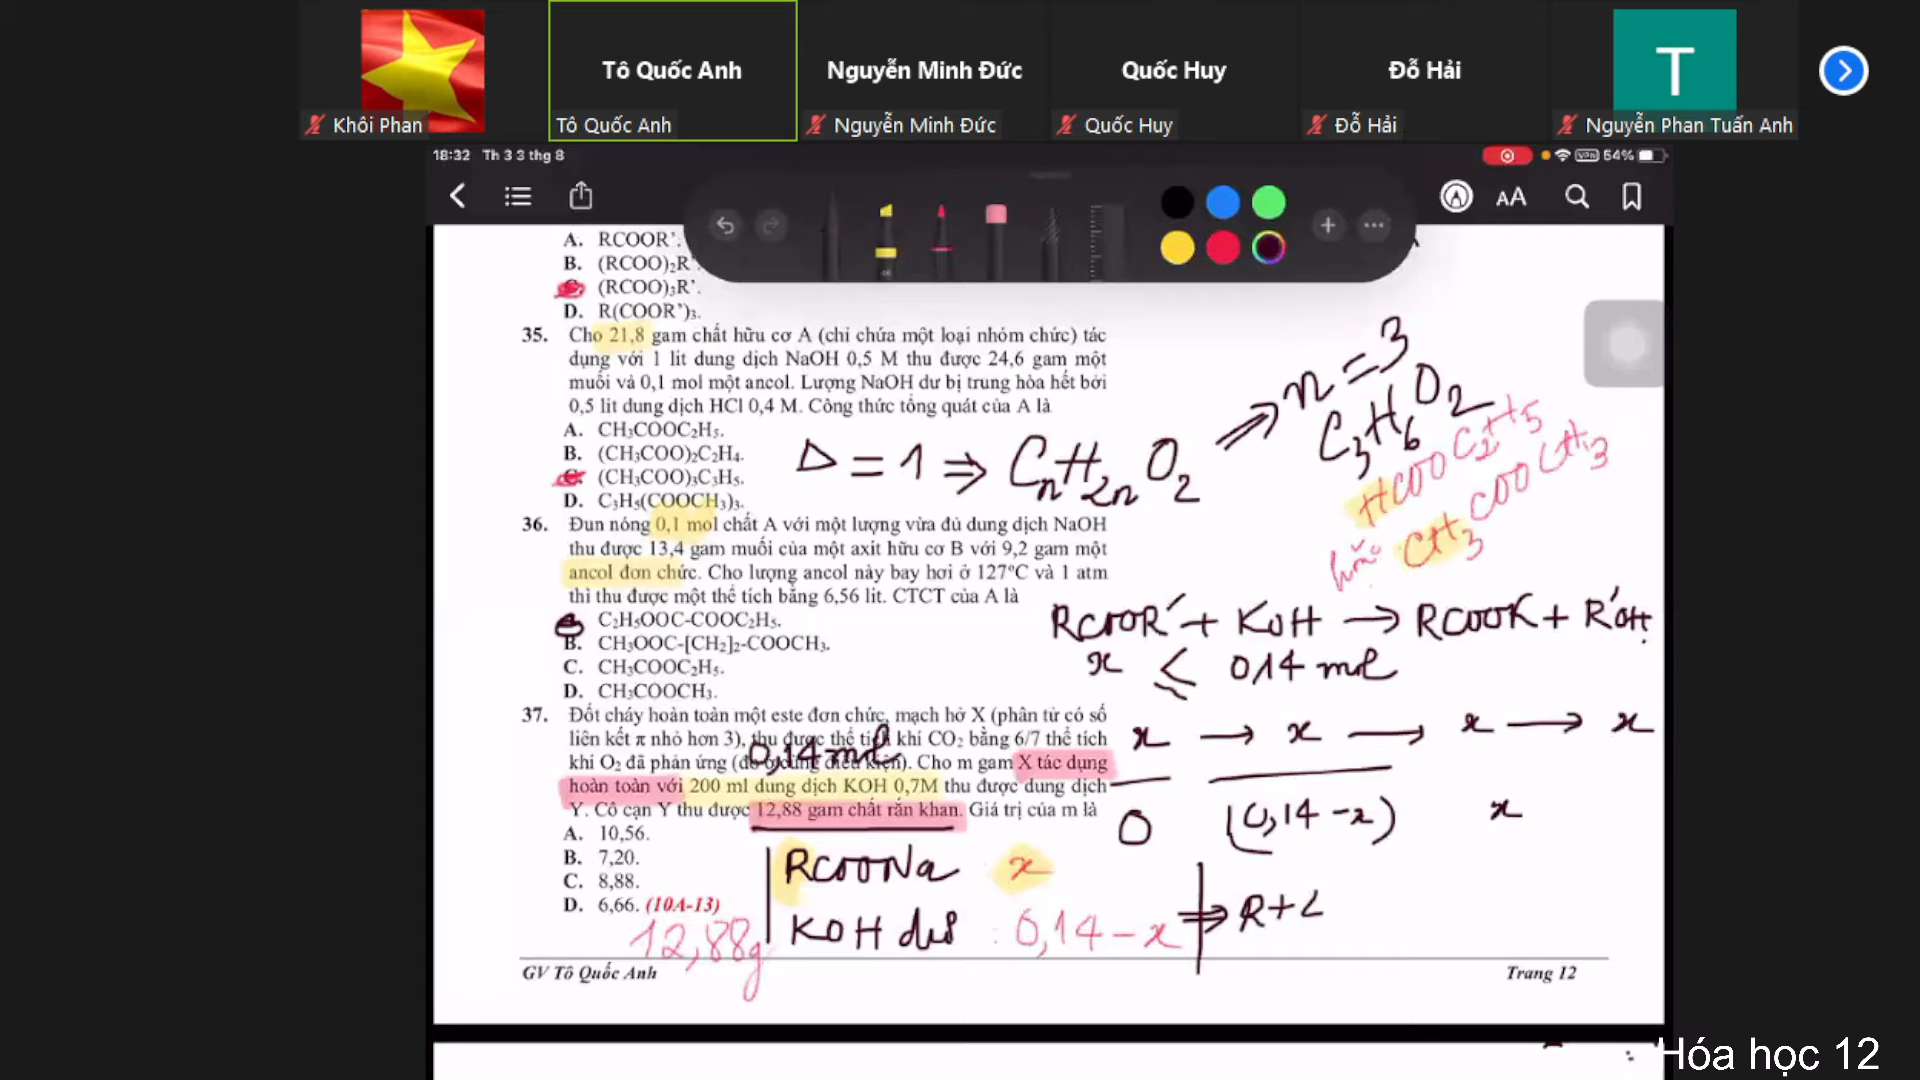 Tô Quốc Anh
Nguyễn Minh Đức
Quốc Huy
Đỗ Hải
T
Khôi Phan
Tô Quốc Anh
Nguyễn Minh Đức
Quốc Huy
Đỗ Hải
Nguyễn Phan Tuấn Anh
18:32 Th 3 3 thg 8
VPN 54%
AA
A. RCOOR’.
B. (RCOO)₂R’.
(RCOO)₃R’.
D. R(COOR’)₃.
35. Cho 21,8 gam chất hữu cơ A (chỉ chứa một loại nhóm chức) tác
dụng với 1 lit dung dịch NaOH 0,5 M thu được 24,6 gam một
muối và 0,1 mol một ancol. Lượng NaOH dư bị trung hòa hết bởi
0,5 lit dung dịch HCl 0,4 M. Công thức tổng quát của A là
A. CH₃COOC₂H₅.
B. (CH₃COO)₂C₂H₄.
(CH₃COO)₃C₃H₅.
D. C₃H₅(COOCH₃)₃.
Δ = 1 ⇒ CnH2nO2 ⇒ n = 3
C3H6O2
HCOOC2H5
hoặc CH3COOCH3
36. Đun nóng 0,1 mol chất A với một lượng vừa đủ dung dịch NaOH
thu được 13,4 gam muối của một axit hữu cơ B với 9,2 gam một
ancol đơn chức. Cho lượng ancol này bay hơi ở 127°C và 1 atm
thì thu được một thể tích bằng 6,56 lit. CTCT của A là
C₂H₅OOC-COOC₂H₅.
B. CH₃OOC-[CH₂]₂-COOCH₃.
C. CH₃COOC₂H₅.
D. CH₃COOCH₃.
RCOOR' + KOH → RCOOK + R'OH
x ≤ 0,14 mol
37. Đốt cháy hoàn toàn một este đơn chức, mạch hở X (phân tử có số
liên kết π nhỏ hơn 3), thu được thể tích khí CO₂ bằng 6/7 thể tích
0,14 mol
khí O₂ đã phản ứng (đo ở cùng điều kiện). Cho m gam X tác dụng
hoàn toàn với 200 ml dung dịch KOH 0,7M thu được dung dịch
Y. Cô cạn Y thu được 12,88 gam chất rắn khan. Giá trị của m là
A. 10,56.
B. 7,20.
C. 8,88.
D. 6,66. (10A-13)
x → x → x → x
0 (0,14 - x) x
RCOONa x
KOH dư : 0,14 - x ⇒ R+L
12,88g
GV Tô Quốc Anh
Trang 12
Hóa học 12